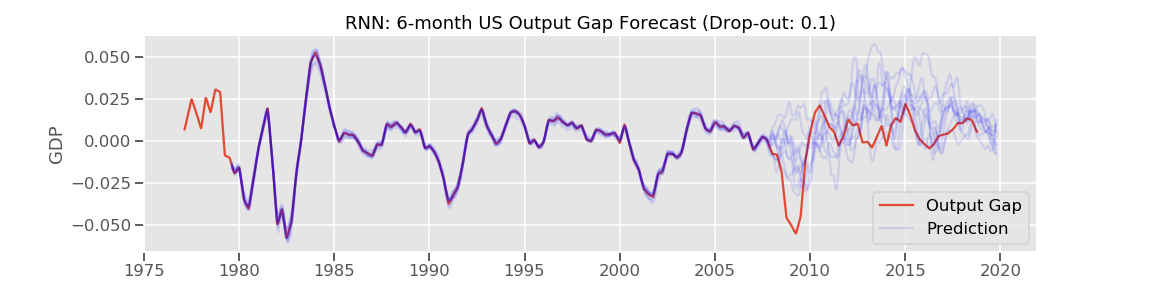 RNN: 6-month US Output Gap Forecast (Drop-out: 0.1)
GDP
0.050
0.025
0.000
−0.025
−0.050
Output Gap
Prediction
1975 1980 1985 1990 1995 2000 2005 2010 2015 2020